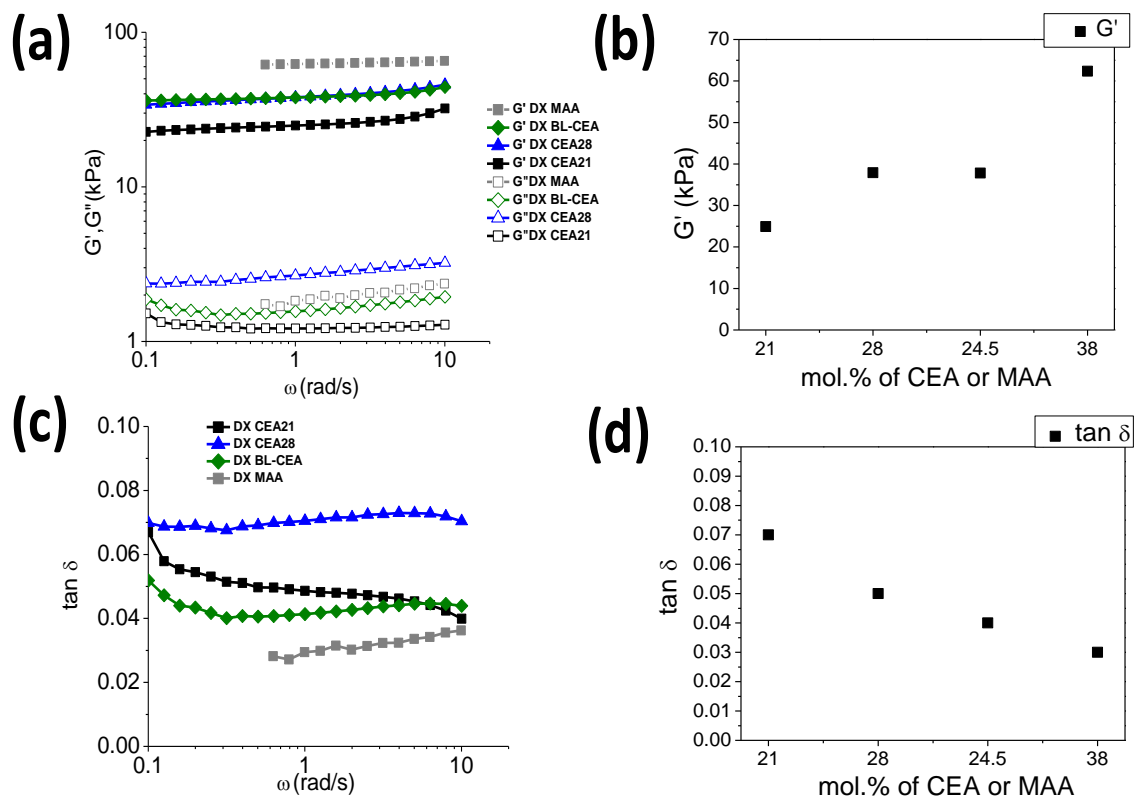 (a)
100
10
1
G',G"(kPa)
0.1
1
10
ω(rad/s)
G' DX MAA
G' DX BL-CEA
G' DX CEA28
G' DX CEA21
G"DX MAA
G"DX BL-CEA
G"DX CEA28
G"DX CEA21
(b)
G'
70
60
50
40
30
20
10
0
G' (kPa)
21
28
24.5
38
mol.% of CEA or MAA
(c)
0.10
0.08
0.06
0.04
0.02
0.00
tan δ
DX CEA21
DX CEA28
DX BL-CEA
DX MAA
0.1
1
10
ω(rad/s)
(d)
tan δ
0.10
0.09
0.08
0.07
0.06
0.05
0.04
0.03
0.02
0.01
0.00
tan δ
21
28
24.5
38
mol.% of CEA or MAA